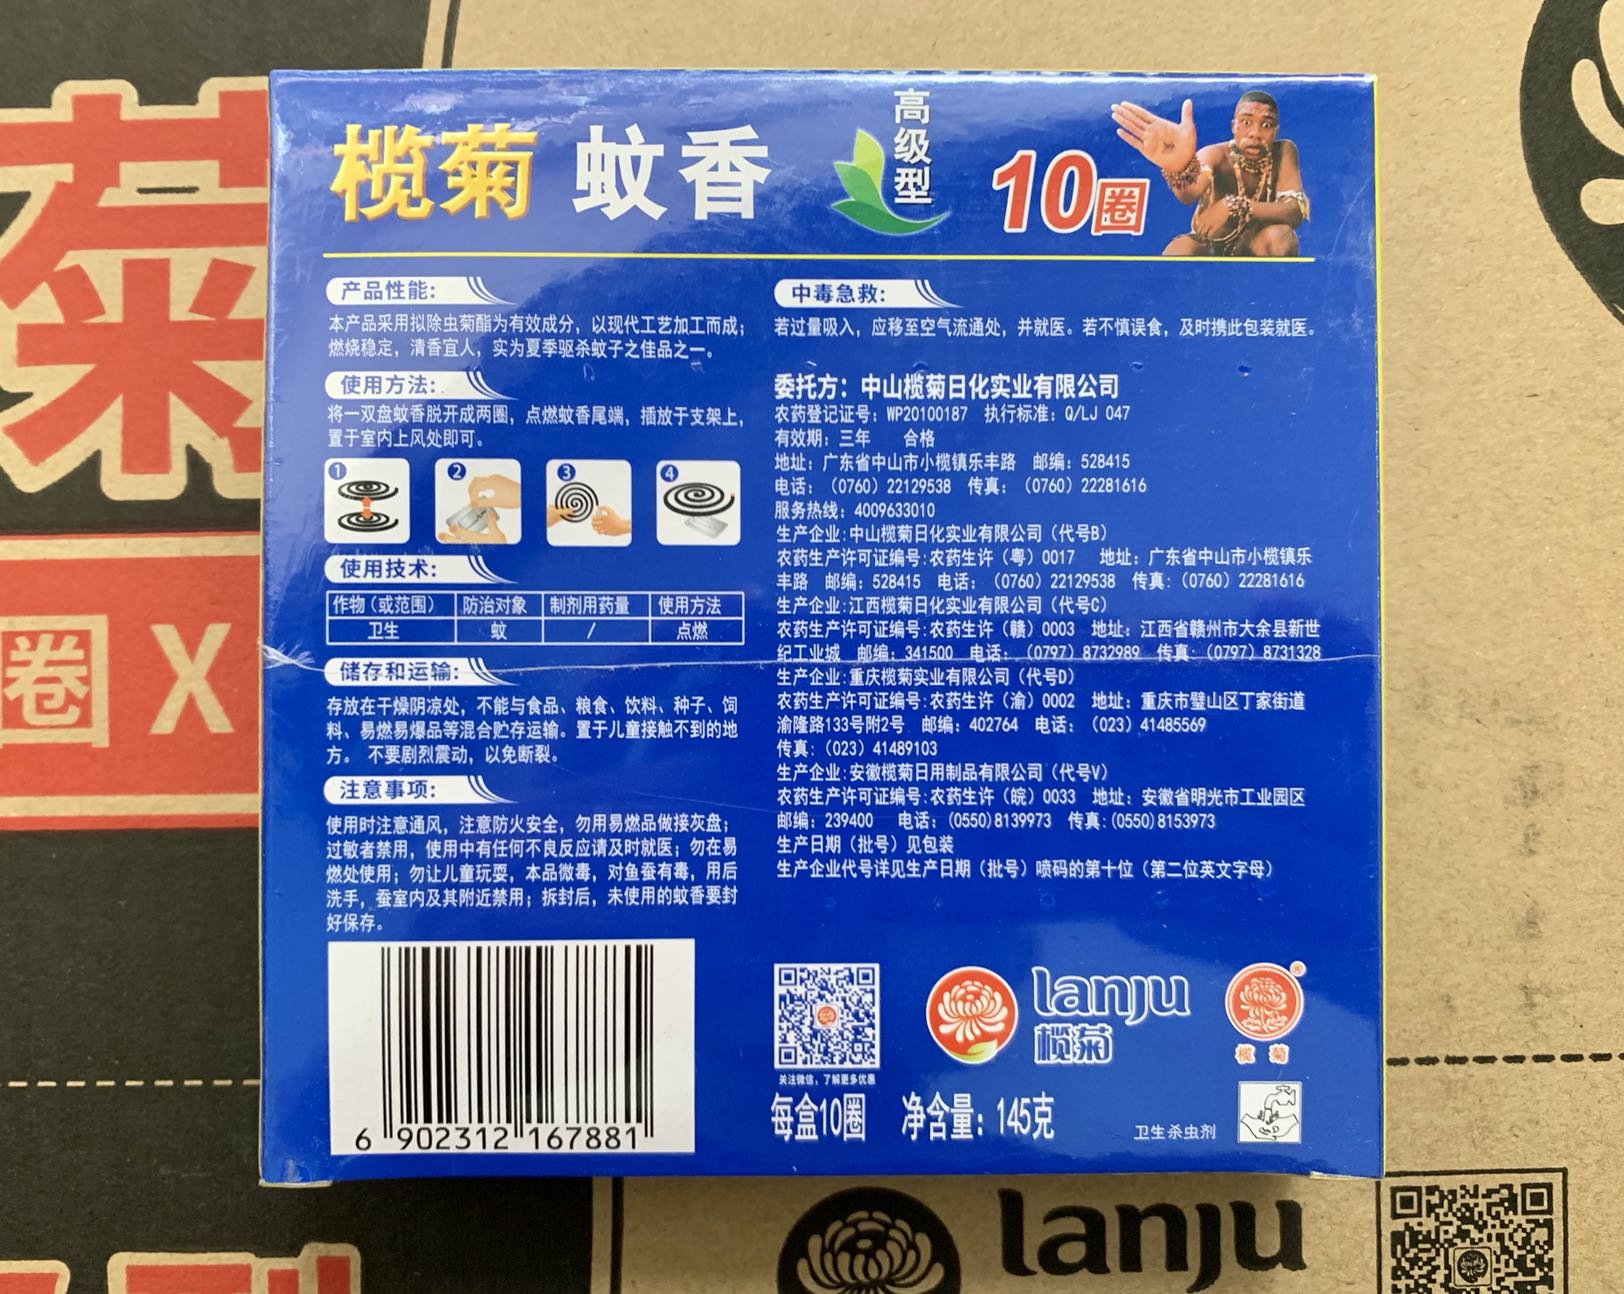 榄菊 蚊香
高级型
10圈
产品性能:
本产品采用拟除虫菊酯为有效成分，以现代工艺加工而成；
燃烧稳定，清香宜人，实为夏季驱杀蚊子之佳品之一。
使用方法:
将一双盘蚊香脱开成两圈，点燃蚊香尾端，插放于支架上，
置于室内上风处即可。
1 2 3 4
使用技术:
作物（或范围） 防治对象 制剂用药量 使用方法
卫生 蚊 / 点燃
储存和运输:
存放在干燥阴凉处，不能与食品、粮食、饮料、种子、饲
料、易燃易爆品等混合贮存运输。置于儿童接触不到的地
方。 不要剧烈震动，以免断裂。
注意事项:
使用时注意通风，注意防火安全，勿用易燃品做接灰盘；
过敏者禁用，使用中有任何不良反应请及时就医；勿在易
燃处使用；勿让儿童玩耍，本品微毒，对鱼蚕有毒，用后
洗手，蚕室内及其附近禁用；拆封后，未使用的蚊香要封
好保存。
6 902312 167881
中毒急救:
若过量吸入，应移至空气流通处，并就医。若不慎误食，及时携此包装就医。
委托方：中山榄菊日化实业有限公司
农药登记证号：WP20100187 执行标准：Q/LJ 047
有效期：三年 合格
地址：广东省中山市小榄镇乐丰路 邮编：528415
电话：（0760）22129538 传真：（0760）22281616
服务热线：4009633010
生产企业:中山榄菊日化实业有限公司（代号B）
农药生产许可证编号:农药生许（粤）0017 地址：广东省中山市小榄镇乐
丰路 邮编：528415 电话：（0760）22129538 传真:（0760）22281616
生产企业:江西榄菊日化实业有限公司（代号C）
农药生产许可证编号:农药生许（赣）0003 地址：江西省赣州市大余县新世
纪工业城 邮编：341500 电话：（0797）8732989 传真:（0797）8731328
生产企业:重庆榄菊实业有限公司（代号D）
农药生产许可证编号:农药生许（渝）0002 地址：重庆市璧山区丁家街道
渝隆路133号附2号 邮编：402764 电话：（023）41485569
传真:（023）41489103
生产企业:安徽榄菊日用制品有限公司（代号V）
农药生产许可证编号:农药生许（皖）0033 地址：安徽省明光市工业园区
邮编：239400 电话：(0550)8139973 传真:(0550)8153973
生产日期（批号）见包装
生产企业代号详见生产日期（批号）喷码的第十位（第二位英文字母）
关注微信，了解更多优惠
lanju
榄菊
®
榄 菊
每盒10圈 净含量：145克
卫生杀虫剂
菊
圈 X
lanju